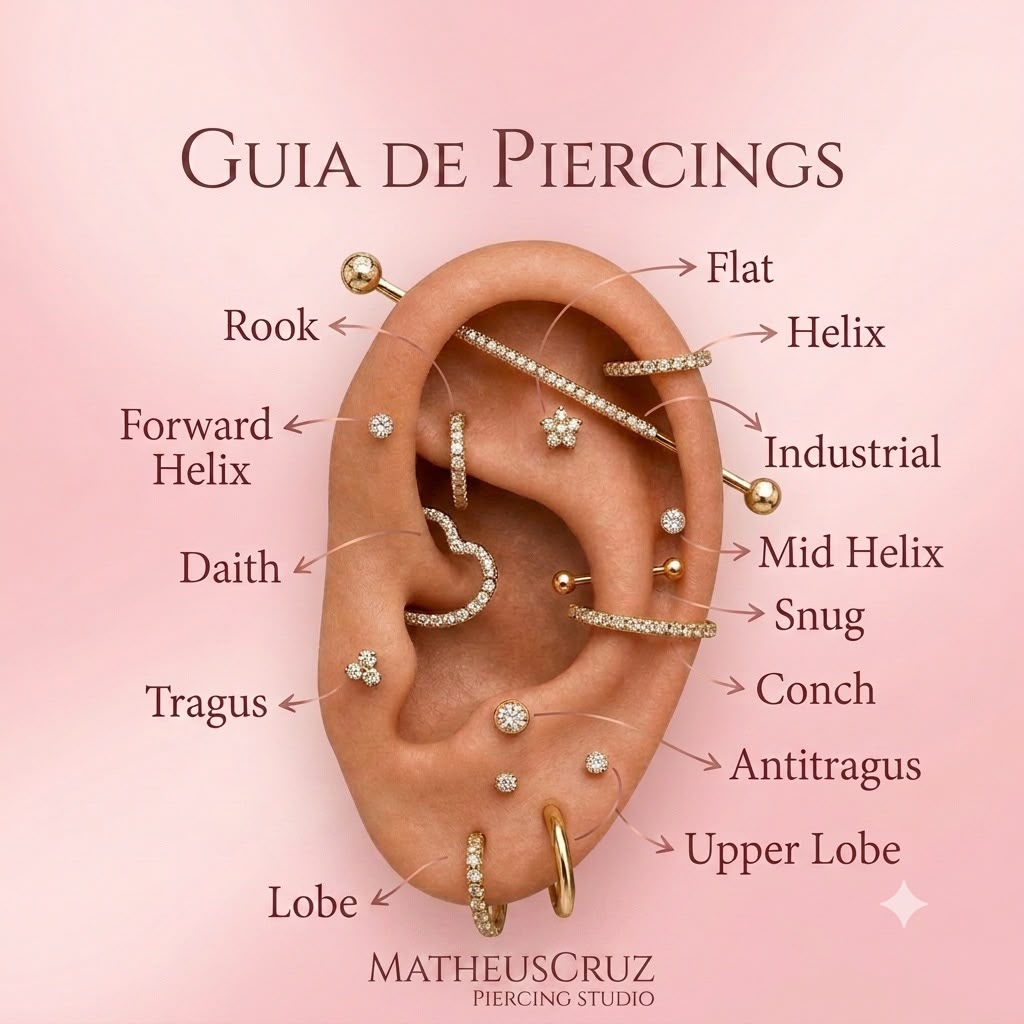 GUIA DE PIERCINGS
Flat
Rook
Helix
Forward
Helix
Industrial
Mid Helix
Daith
Snug
Conch
Tragus
Antitragus
Upper Lobe
Lobe
MATHEUSCRUZ
PIERCING STUDIO